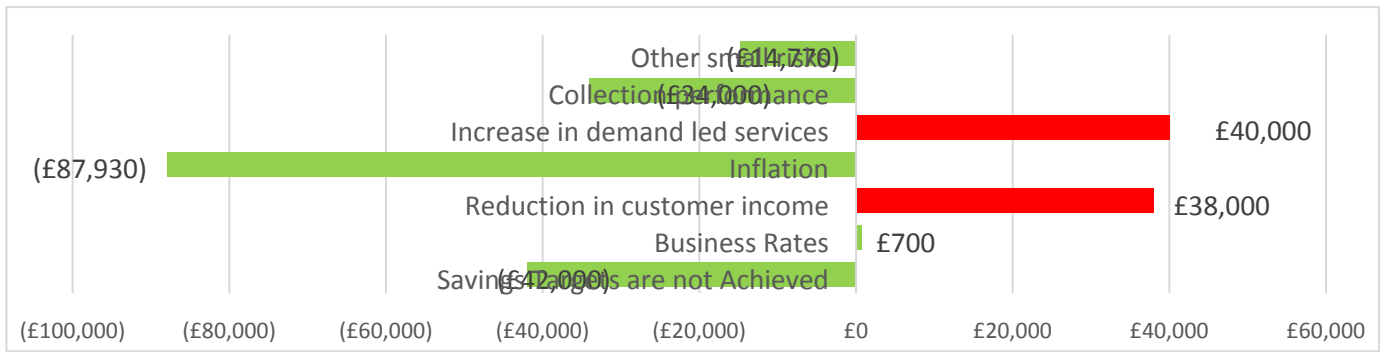 Other small risks (£14,770)
Collection performance (£34,000)
Increase in demand led services £40,000
(£87,930) Inflation
Reduction in customer income £38,000
Business Rates £700
Savings Targets are not Achieved (£42,000)
(£100,000) (£80,000) (£60,000) (£40,000) (£20,000) £0 £20,000 £40,000 £60,000